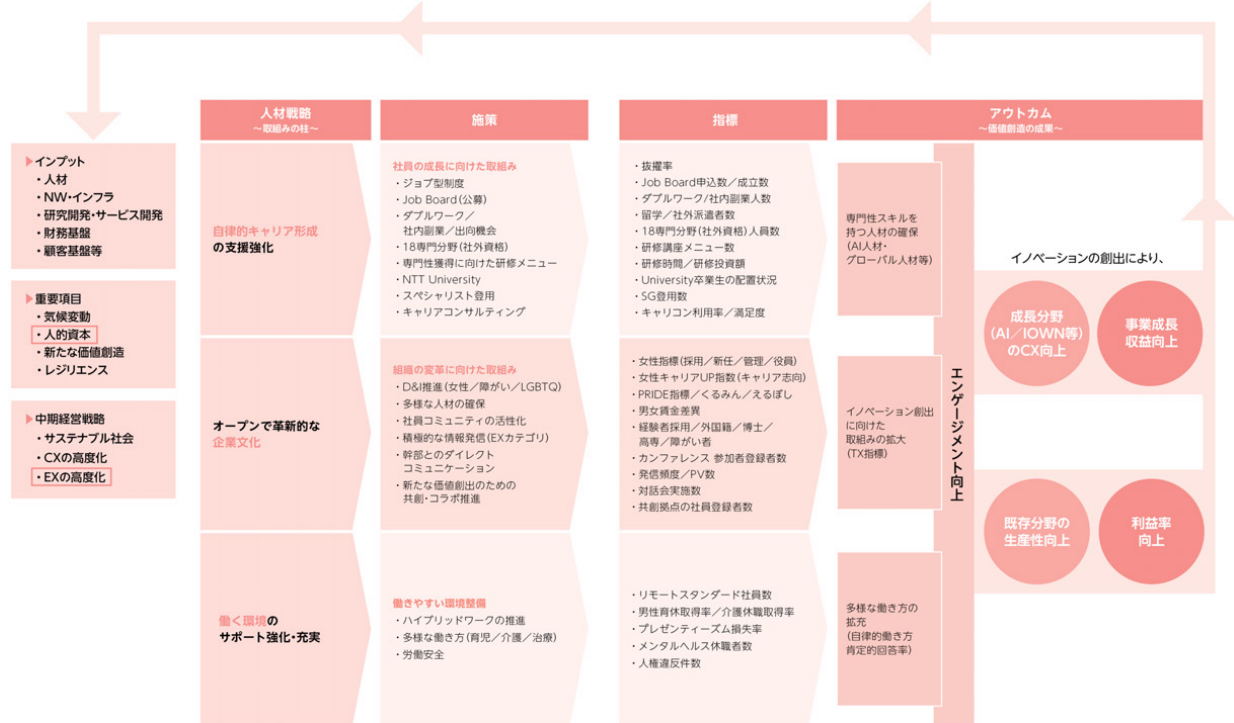 人材戦略
～取組みの柱～
施策
指標
アウトカム
～価値創造の成果～
▶インプット
・人材
・NW・インフラ
・研究開発・サービス開発
・財務基盤
・顧客基盤等
▶重要項目
・気候変動
・人的資本
・新たな価値創造
・レジリエンス
▶中期経営戦略
・サステナブル社会
・CXの高度化
・EXの高度化
自律的キャリア形成
の支援強化
社員の成長に向けた取組み
・ジョブ型制度
・Job Board(公募)
・ダブルワーク／
社内副業／出向機会
・18専門分野(社外資格)
・専門性獲得に向けた研修メニュー
・NTT University
・スペシャリスト登用
・キャリアコンサルティング
・抜擢率
・Job Board申込数／成立数
・ダブルワーク/社内副業人数
・留学／社外派遣者数
・18専門分野(社外資格)人員数
・研修講座メニュー数
・研修時間／研修投資額
・University卒業生の配置状況
・SG登用数
・キャリコン利用率／満足度
専門性スキルを
持つ人材の確保
(AI人材・
グローバル人材等)
オープンで革新的な
企業文化
組織の変革に向けた取組み
・D&I推進(女性／障がい／LGBTQ)
・多様な人材の確保
・社員コミュニティの活性化
・積極的な情報発信(EXカテゴリ)
・幹部とのダイレクト
コミュニケーション
・新たな価値創出のための
共創・コラボ推進
・女性指標(採用／新任／管理／役員)
・女性キャリアUP指数(キャリア志向)
・PRIDE指標／くるみん／えるぼし
・男女賃金差異
・経験者採用／外国籍／博士／
高専／障がい者
・カンファレンス 参加者登録者数
・発信頻度／PV数
・対話会実施数
・共創拠点の社員登録者数
イノベーション創出
に向けた
取組みの拡大
(TX指標)
働く環境の
サポート強化・充実
働きやすい環境整備
・ハイブリッドワークの推進
・多様な働き方(育児／介護／治療)
・労働安全
・リモートスタンダード社員数
・男性育休取得率／介護休職取得率
・プレゼンティーズム損失率
・メンタルヘルス休職者数
・人権違反件数
多様な働き方の
拡充
(自律的働き方
肯定的回答率)
エンゲージメント向上
イノベーションの創出により、
成長分野
(AI／IOWN等)
のCX向上
事業成長
収益向上
既存分野の
生産性向上
利益率
向上